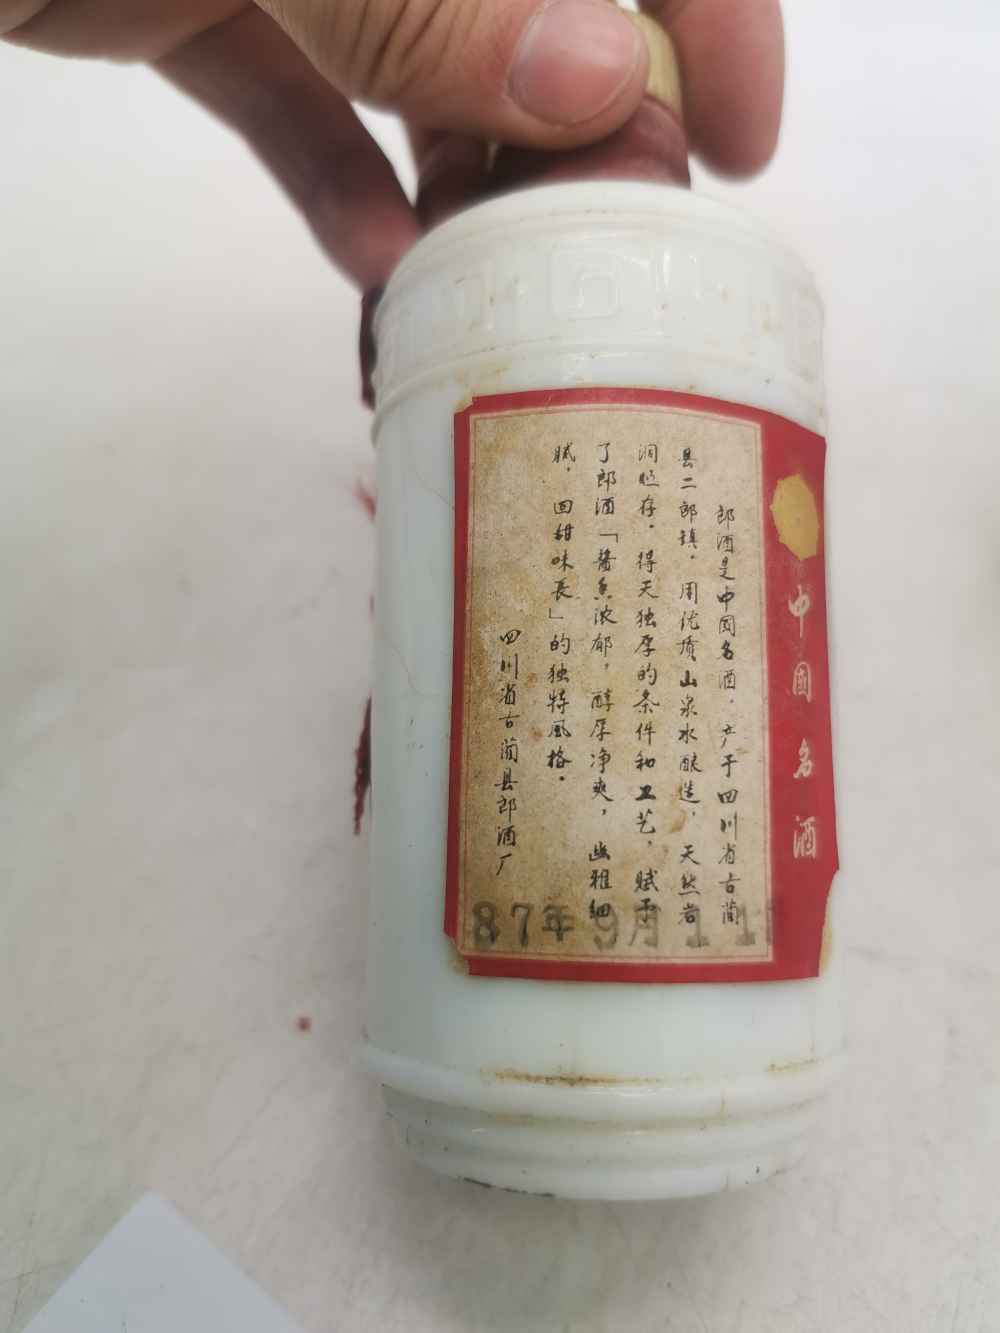 中國名酒
郎酒是中国名酒。产于四川省古蔺
县二郎镇。用优质山泉水酿造，天然岩
洞贮存。得天独厚的条件和工艺，赋予
了郎酒「酱香浓郁，醇厚净爽，幽雅细
腻，回甜味長」的独特風格。
四川省古蔺县郎酒厂
87年9月11